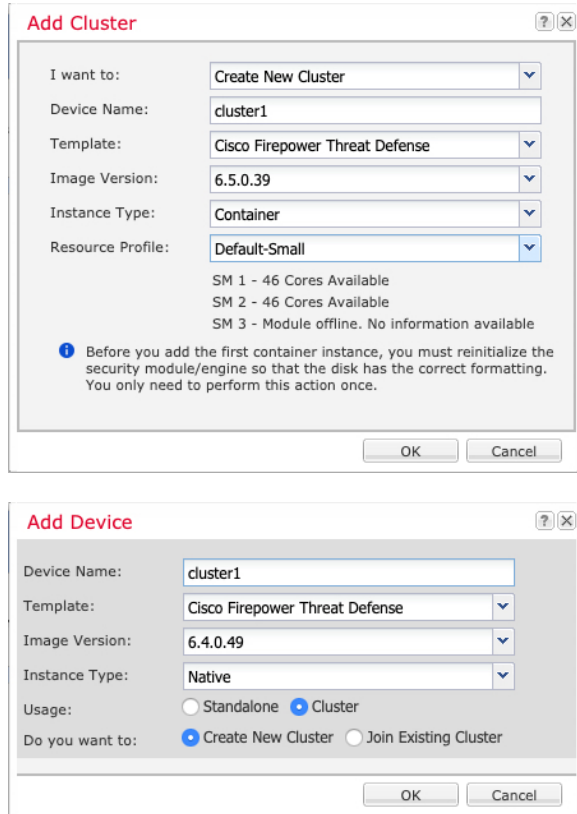 Add Cluster
I want to: Create New Cluster
Device Name: cluster1
Template: Cisco Firepower Threat Defense
Image Version: 6.5.0.39
Instance Type: Container
Resource Profile: Default-Small
SM 1 - 46 Cores Available
SM 2 - 46 Cores Available
SM 3 - Module offline. No information available
Before you add the first container instance, you must reinitialize the
security module/engine so that the disk has the correct formatting.
You only need to perform this action once.
OK Cancel
Add Device
Device Name: cluster1
Template: Cisco Firepower Threat Defense
Image Version: 6.4.0.49
Instance Type: Native
Usage: Standalone Cluster
Do you want to: Create New Cluster Join Existing Cluster
OK Cancel